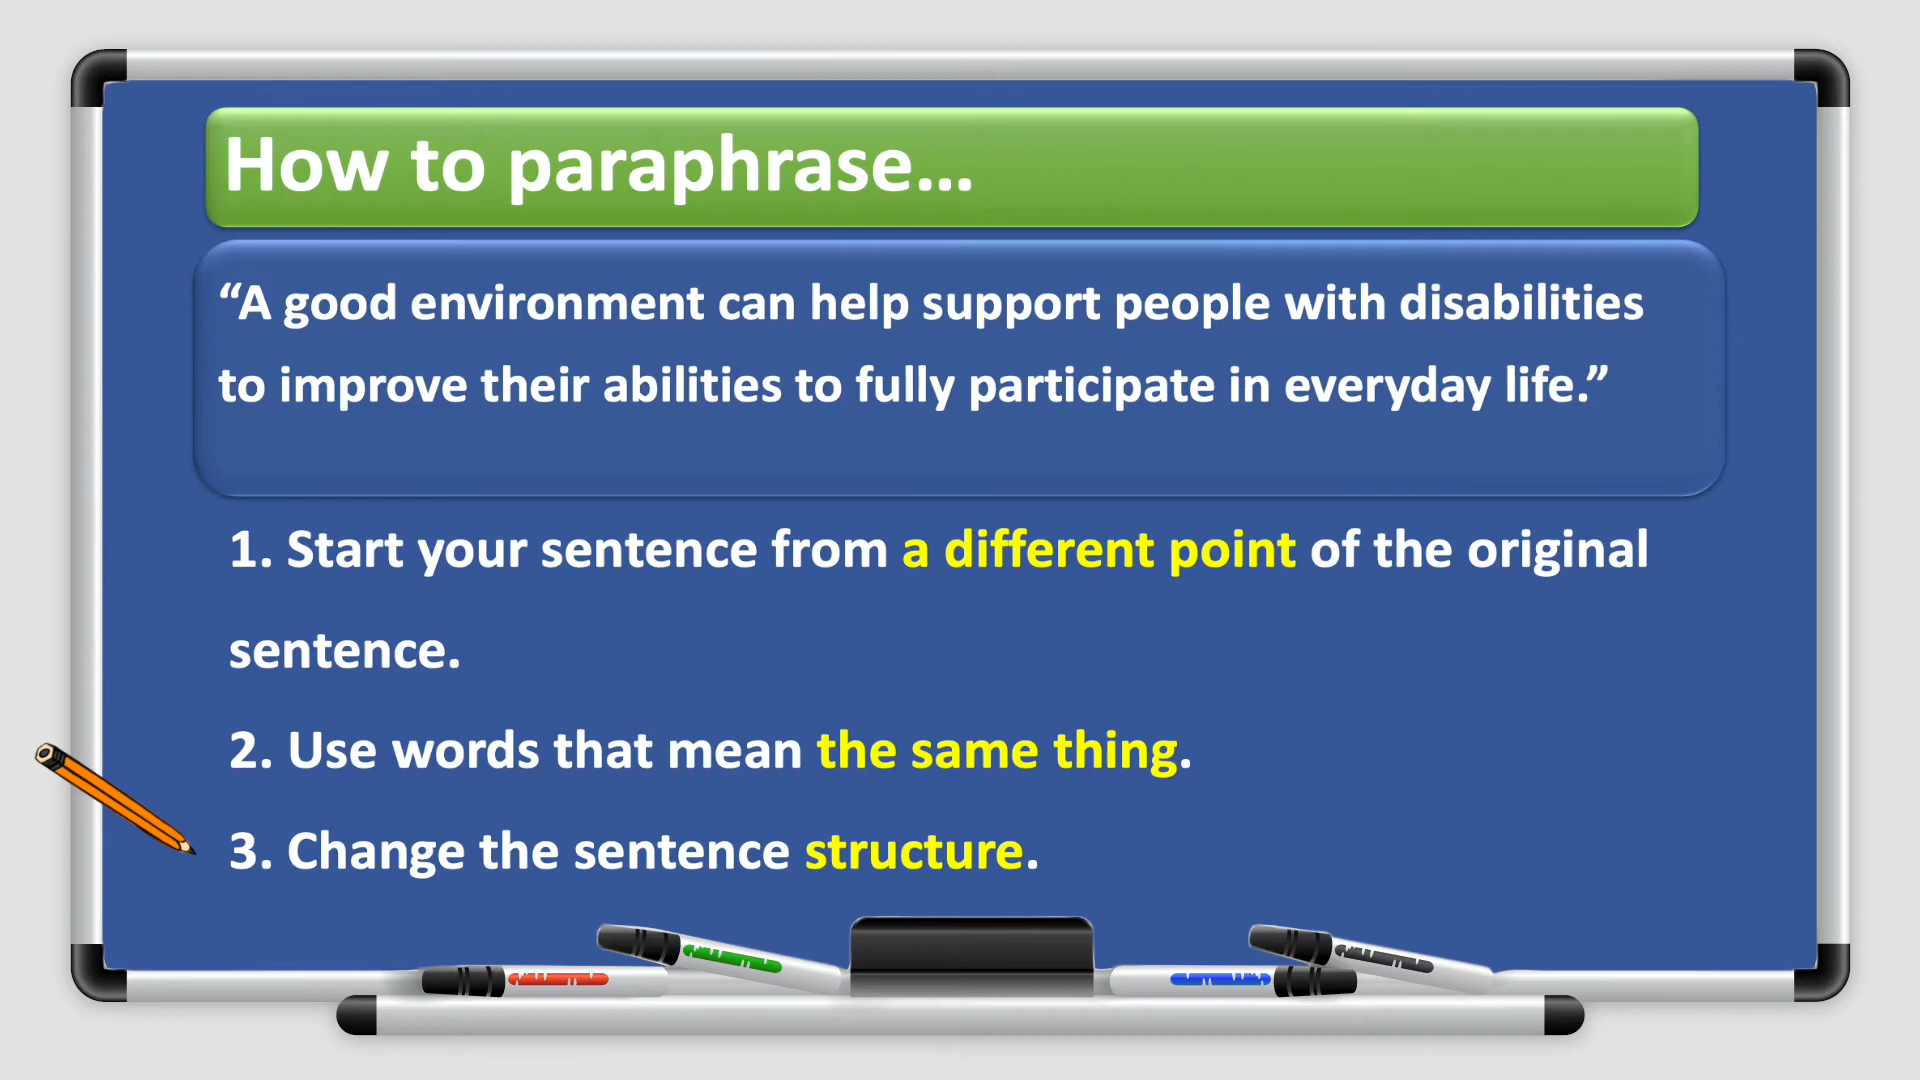 How to paraphrase...
“A good environment can help support people with disabilities
to improve their abilities to fully participate in everyday life.”
1. Start your sentence from a different point of the original
sentence.
2. Use words that mean the same thing.
3. Change the sentence structure.